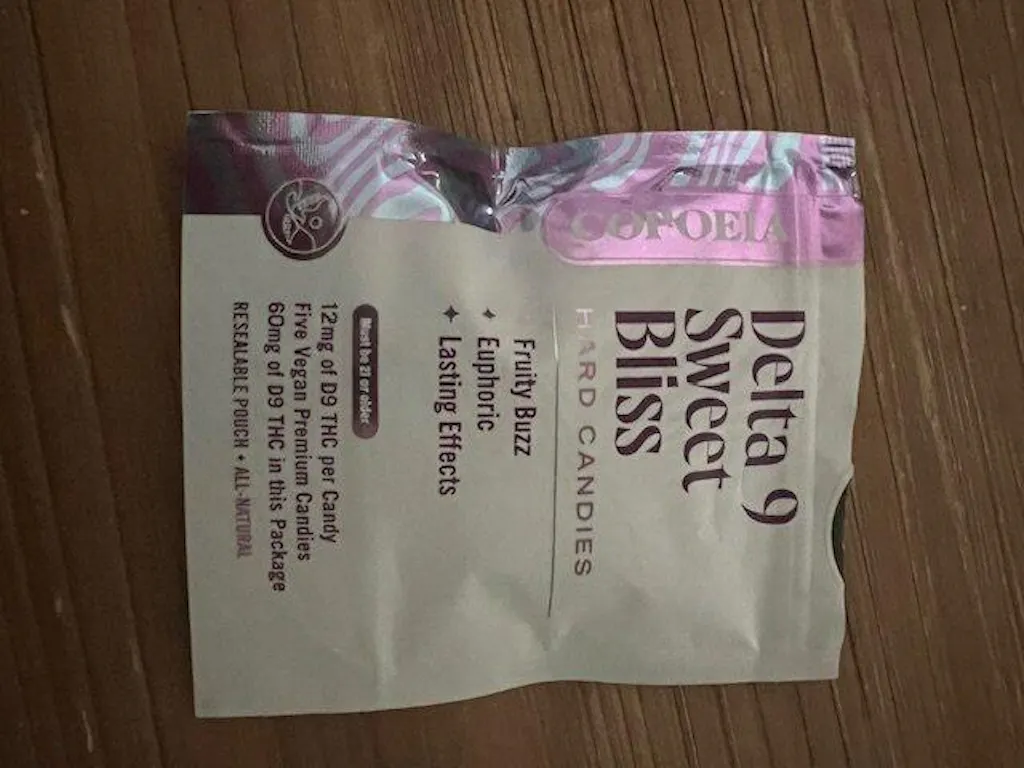 COPOEIA
Delta 9
Sweet
Bliss
HARD CANDIES
Fruity Buzz
✦ Euphoric
✦ Lasting Effects
Must be 21 or older
12mg of D9 THC per Candy
Five Vegan Premium Candies
60mg of D9 THC in this Package
RESEALABLE POUCH • ALL-NATURAL